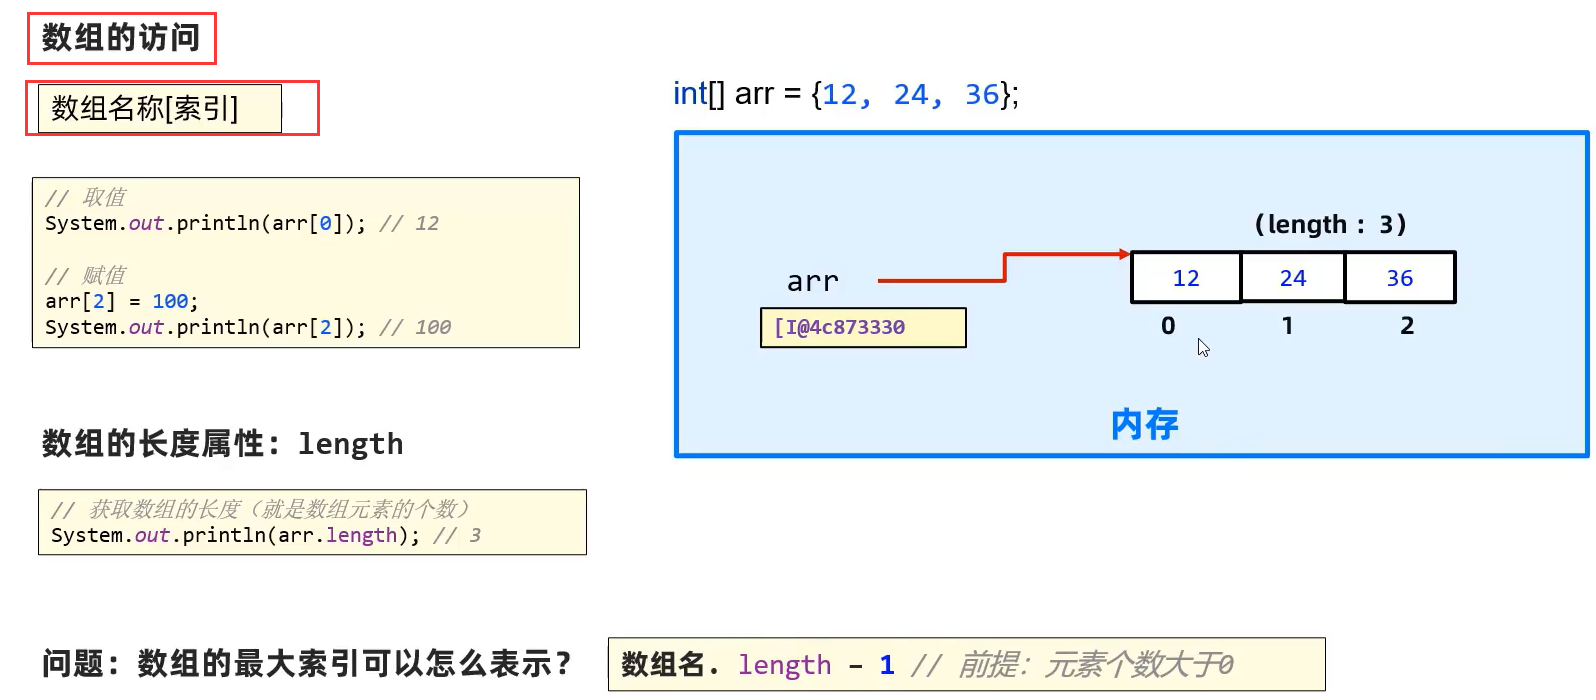 数组的访问
数组名称[索引]
// 取值
System.out.println(arr[0]); // 12
// 赋值
arr[2] = 100;
System.out.println(arr[2]); // 100
数组的长度属性：length
// 获取数组的长度（就是数组元素的个数）
System.out.println(arr.length); // 3
int[] arr = {12, 24, 36};
(length : 3)
arr
12 24 36
[I@4c873330
0 1 2
内存
问题：数组的最大索引可以怎么表示？
数组名. length – 1 // 前提：元素个数大于0